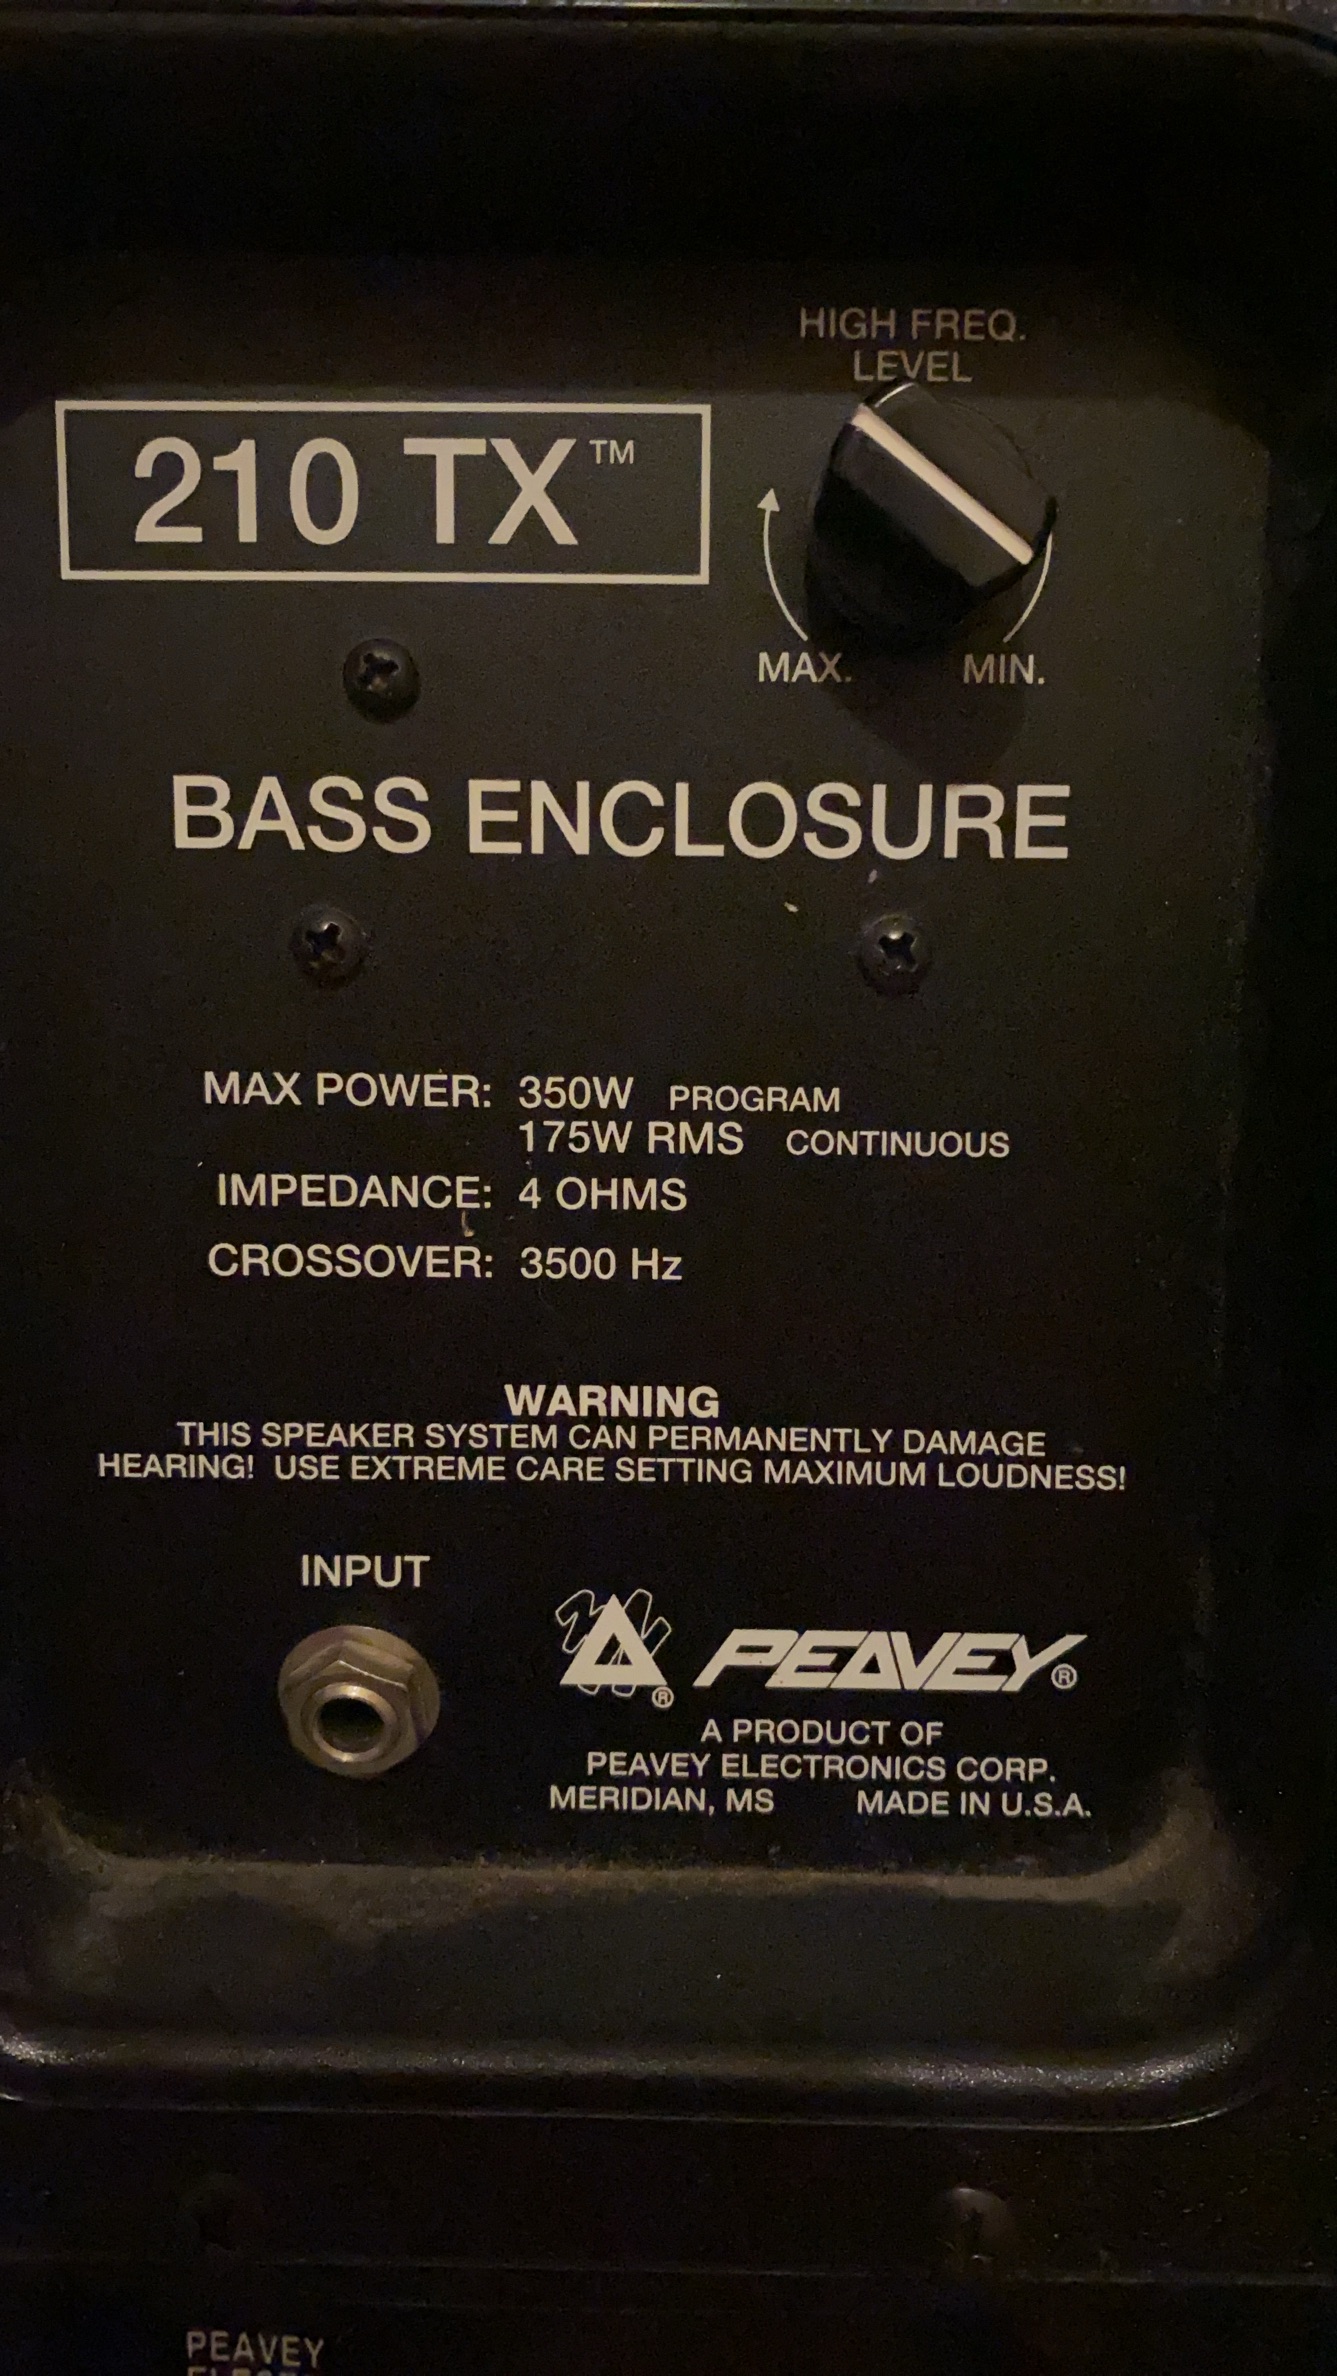 HIGH FREQ.
LEVEL
210 TX™
MAX. MIN.
BASS ENCLOSURE
MAX POWER: 350W PROGRAM
175W RMS CONTINUOUS
IMPEDANCE: 4 OHMS
CROSSOVER: 3500 Hz
WARNING
THIS SPEAKER SYSTEM CAN PERMANENTLY DAMAGE
HEARING! USE EXTREME CARE SETTING MAXIMUM LOUDNESS!
INPUT
® PEAVEY®
A PRODUCT OF
PEAVEY ELECTRONICS CORP.
MERIDIAN, MS MADE IN U.S.A.
PEAVEY